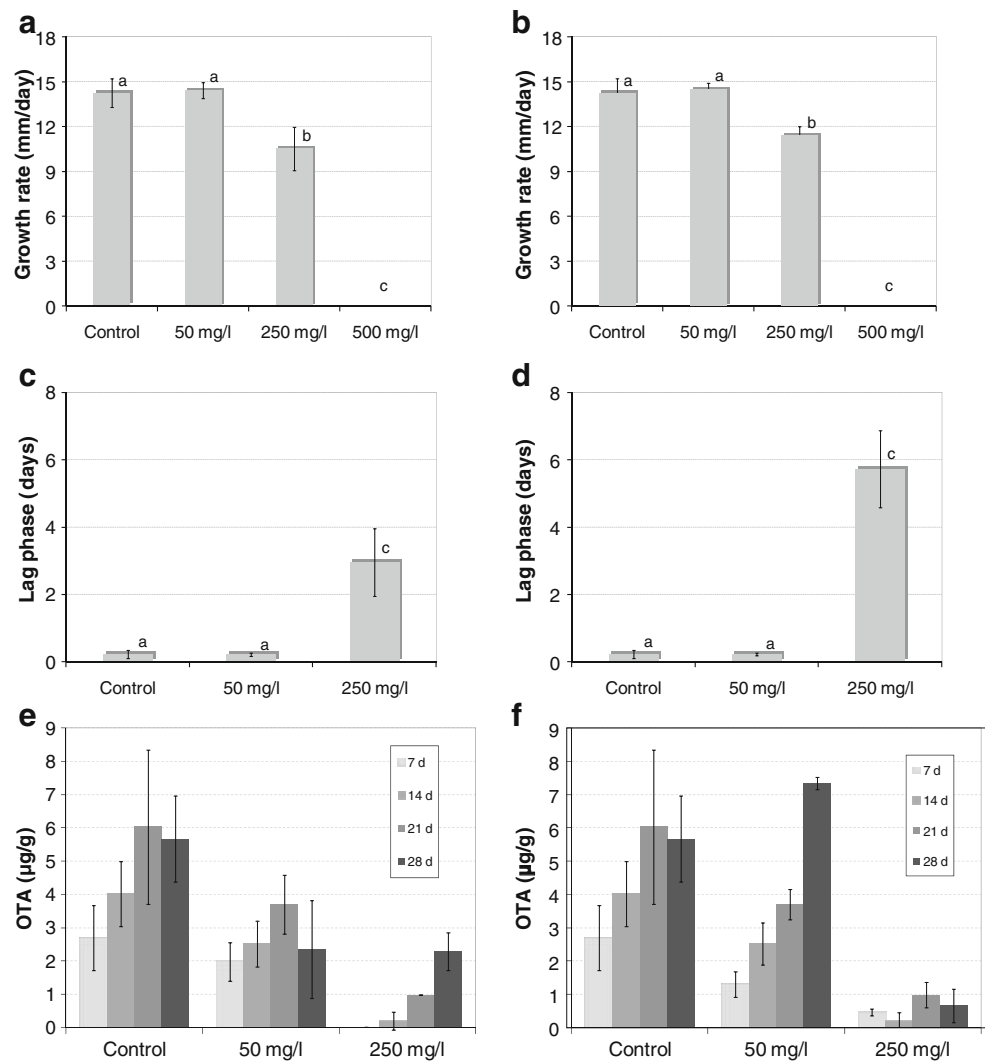 a
18
15
12
9
6
3
0
Growth rate (mm/day)
a
a
b
c
Control 50 mg/l 250 mg/l 500 mg/l
b
18
15
12
9
6
3
0
Growth rate (mm/day)
a
a
b
c
Control 50 mg/l 250 mg/l 500 mg/l
c
8
6
4
2
0
Lag phase (days)
a
a
c
Control 50 mg/l 250 mg/l
d
8
6
4
2
0
Lag phase (days)
a
a
c
Control 50 mg/l 250 mg/l
e
9
8
7
6
5
4
3
2
1
0
OTA (µg/g)
7 d
14 d
21 d
28 d
Control 50 mg/l 250 mg/l
f
9
8
7
6
5
4
3
2
1
0
OTA (µg/g)
7 d
14 d
21 d
28 d
Control 50 mg/l 250 mg/l